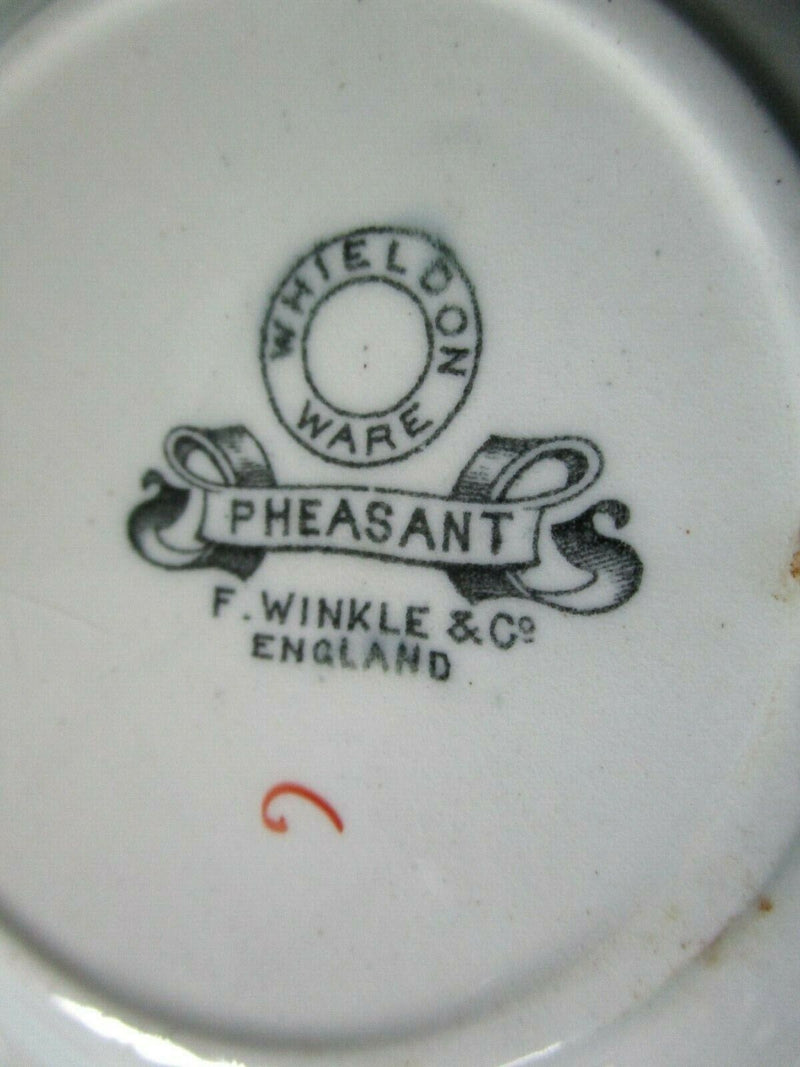 WHIELDON
WARE
PHEASANT
F. WINKLE & Cº
ENGLAND